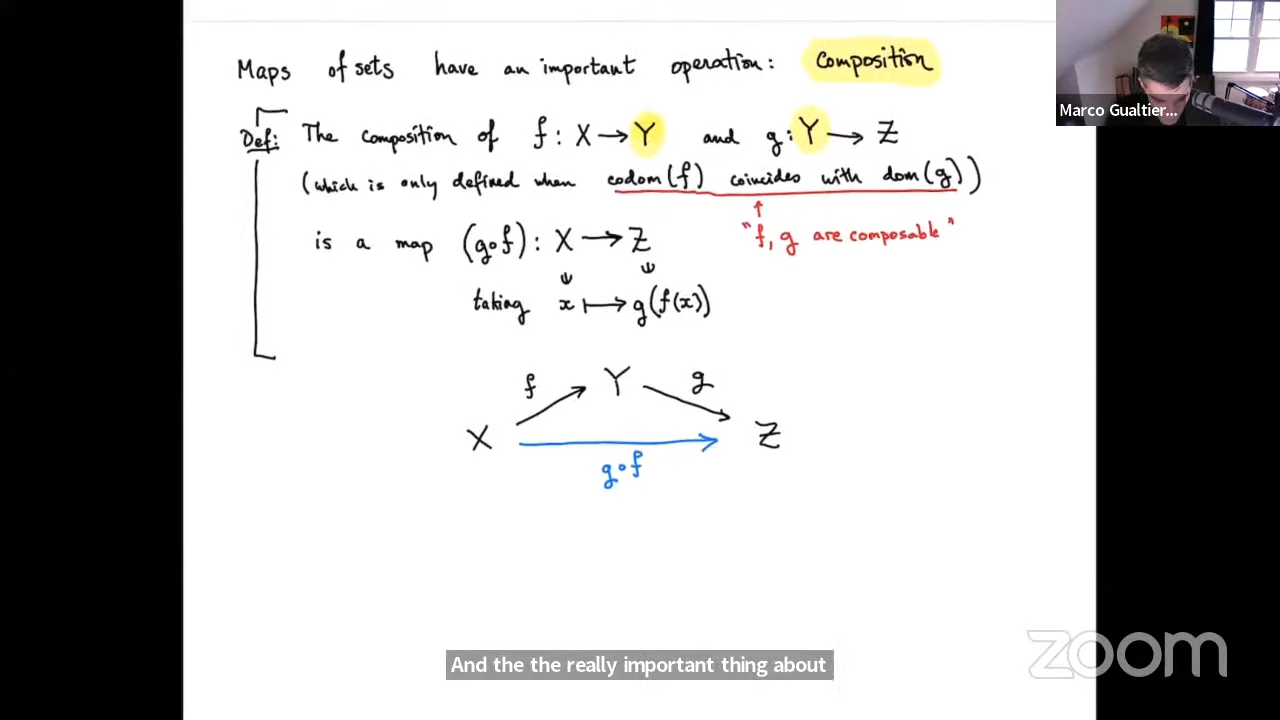 Maps of sets have an important operation: composition
Def: The composition of f: X → Y and g: Y → Z
(which is only defined when codom(f) coincides with dom(g))
↑
"f, g are composable"
is a map (g∘f): X → Z
taking x ↦ g(f(x))
f Y g
X Z
g∘f
Marco Gualtier...
And the the really important thing about
zoom